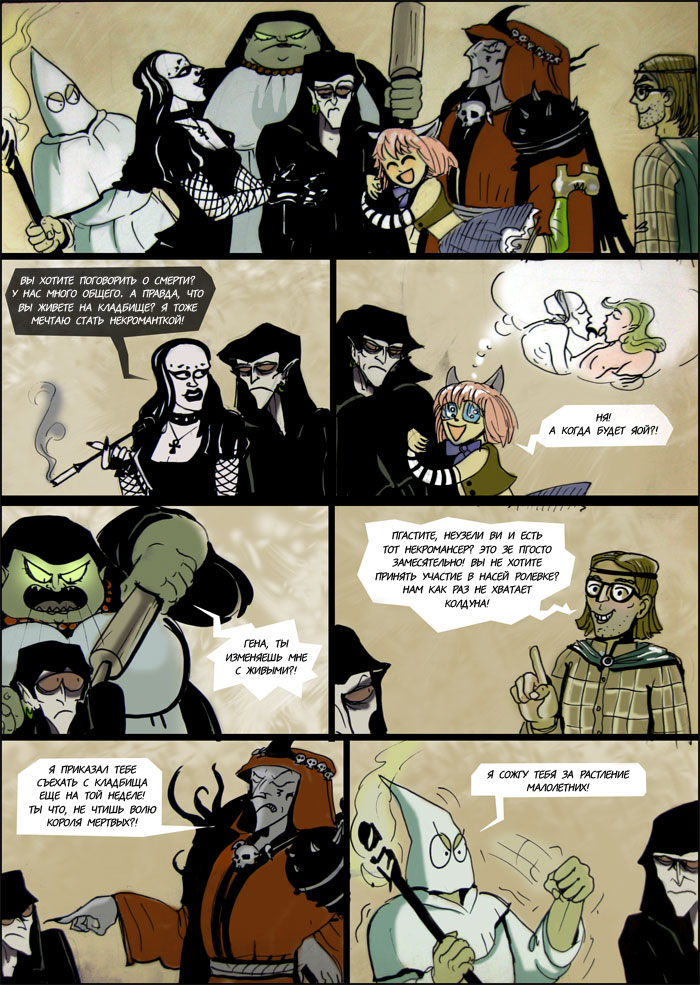 ВЫ ХОТИТЕ ПОГОВОРИТЬ О СМЕРТИ?
У НАС МНОГО ОБЩЕГО. А ПРАВДА, ЧТО
ВЫ ЖИВЕТЕ НА КЛАДБИЩЕ? Я ТОЖЕ
МЕЧТАЮ СТАТЬ НЕКРОМАНТКОЙ!
НЯ!
А КОГДА БУДЕТ ЯОЙ?!
ГЕНА, ТЫ
ИЗМЕНЯЕШЬ МНЕ
С ЖИВЫМИ?!
ПГАСТИТЕ, НЕУЗЕЛИ ВИ И ЕСТЬ
ТОТ НЕКРОМАНСЕР? ЭТО ЗЕ ПГОСТО
ЗАМЕСЯТЕЛЬНО! ВЫ НЕ ХОТИТЕ
ПРИНЯТЬ УЧАСТИЕ В НАСЕЙ РОЛЕВКЕ?
НАМ КАК РАЗ НЕ ХВАТАЕТ
КОЛДУНА!
Я ПРИКАЗАЛ ТЕБЕ
СЪЕХАТЬ С КЛАДБИЩА
ЕЩЕ НА ТОЙ НЕДЕЛЕ!
ТЫ ЧТО, НЕ ЧТИШЬ ВОЛЮ
КОРОЛЯ МЕРТВЫХ?!
Я СОЖГУ ТЕБЯ ЗА РАСТЛЕНИЕ
МАЛОЛЕТНИХ!